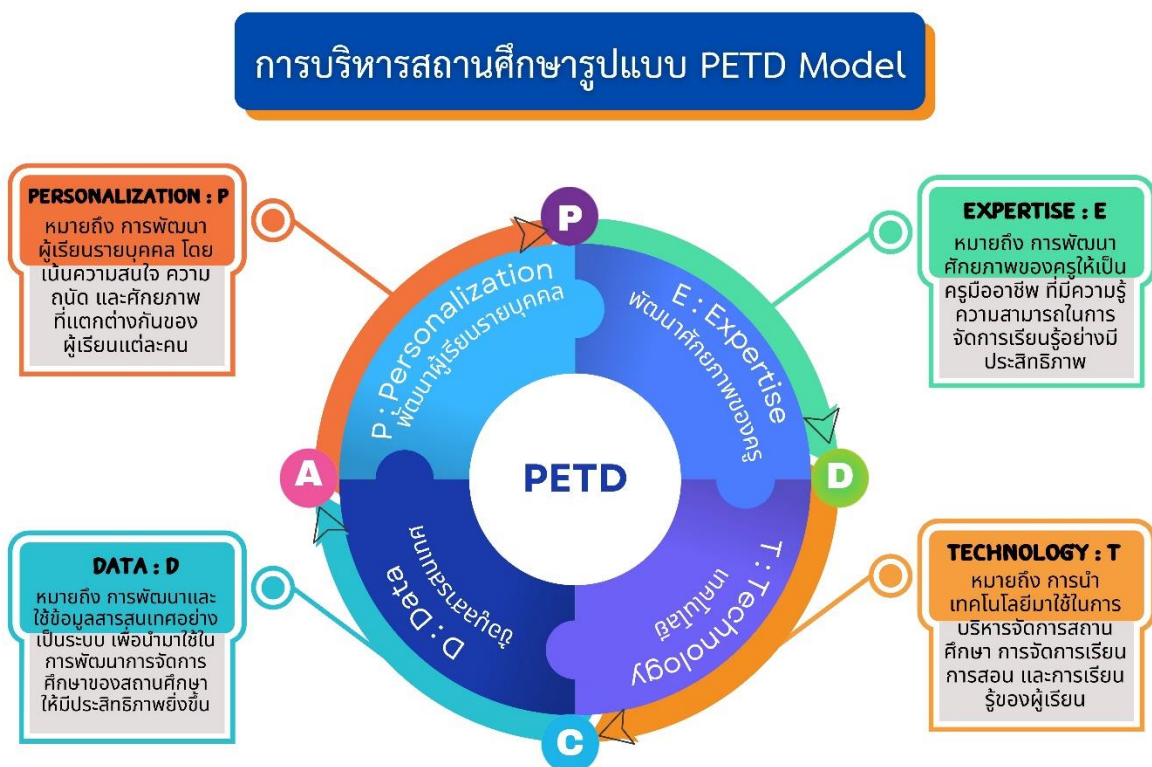 การบริหารสถานศึกษารูปแบบ PETD Model
PERSONALIZATION : P
หมายถึง การพัฒนา
ผู้เรียนรายบุคคล โดย
เน้นความสนใจ ความ
ถนัด และศักยภาพ
ที่แตกต่างกันของ
ผู้เรียนแต่ละคน
EXPERTISE : E
หมายถึง การพัฒนา
ศักยภาพของครูให้เป็น
ครูมืออาชีพ ที่มีความรู้
ความสามารถในการ
จัดการเรียนรู้อย่างมี
ประสิทธิภาพ
P
P : Personalization
พัฒนาผู้เรียนรายบุคคล
E : Expertise
พัฒนาศักยภาพของครู
A
PETD
D
D : Data
ข้อมูลสารสนเทศ
T : Technology
เทคโนโลยี
C
DATA : D
หมายถึง การพัฒนาและ
ใช้ข้อมูลสารสนเทศอย่าง
เป็นระบบ เพื่อนำมาใช้ใน
การพัฒนาการจัดการ
ศึกษาของสถานศึกษา
ให้มีประสิทธิภาพยิ่งขึ้น
TECHNOLOGY : T
หมายถึง การนำ
เทคโนโลยีมาใช้ในการ
บริหารจัดการสถาน
ศึกษา การจัดการเรียน
การสอน และการเรียน
รู้ของผู้เรียน